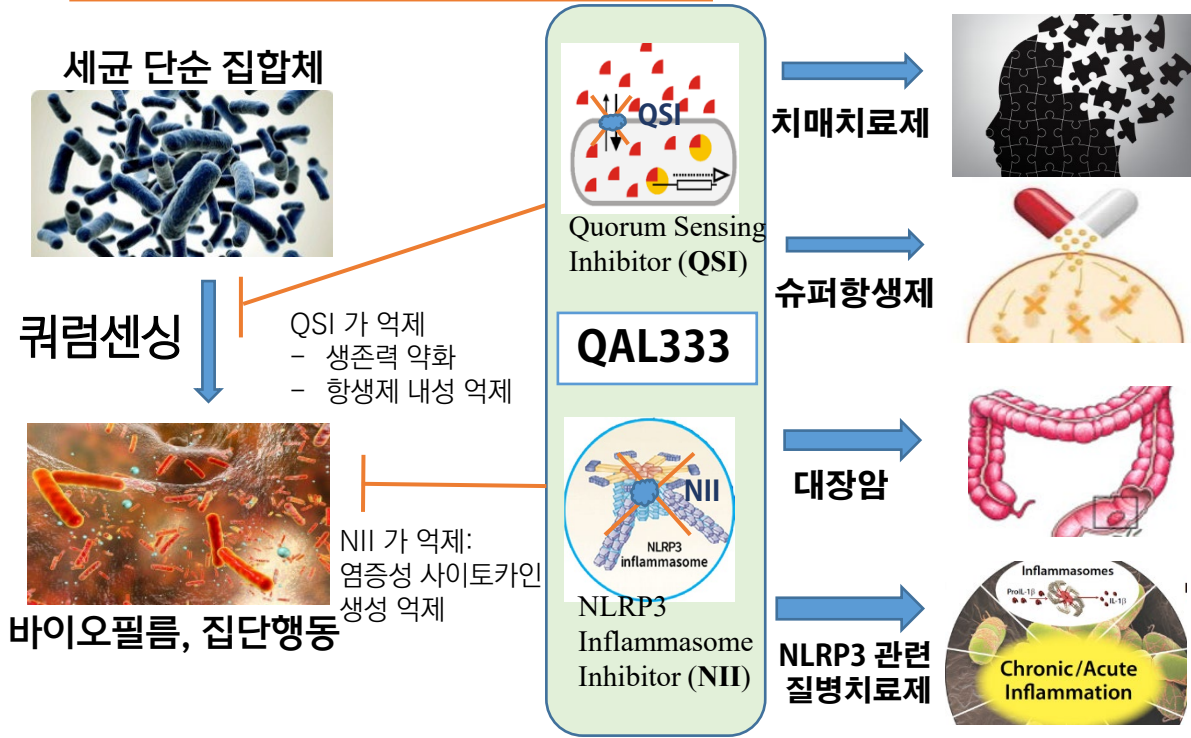 세균 단순 집합체
쿼럼센싱
QSI 가 억제
– 생존력 약화
– 항생제 내성 억제
바이오필름, 집단행동
NII 가 억제:
염증성 사이토카인
생성 억제
QSI
Quorum Sensing
Inhibitor (QSI)
QAL333
NII
NLRP3
inflammasome
NLRP3
Inflammasome
Inhibitor (NII)
치매치료제
슈퍼항생제
대장암
NLRP3 관련
질병치료제
Inflammasomes
ProIL-1β
IL-1β
Chronic/Acute
Inflammation